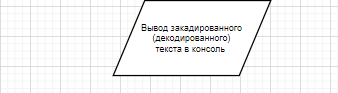 Вывод закадированного
(декодированного)
текста в консоль